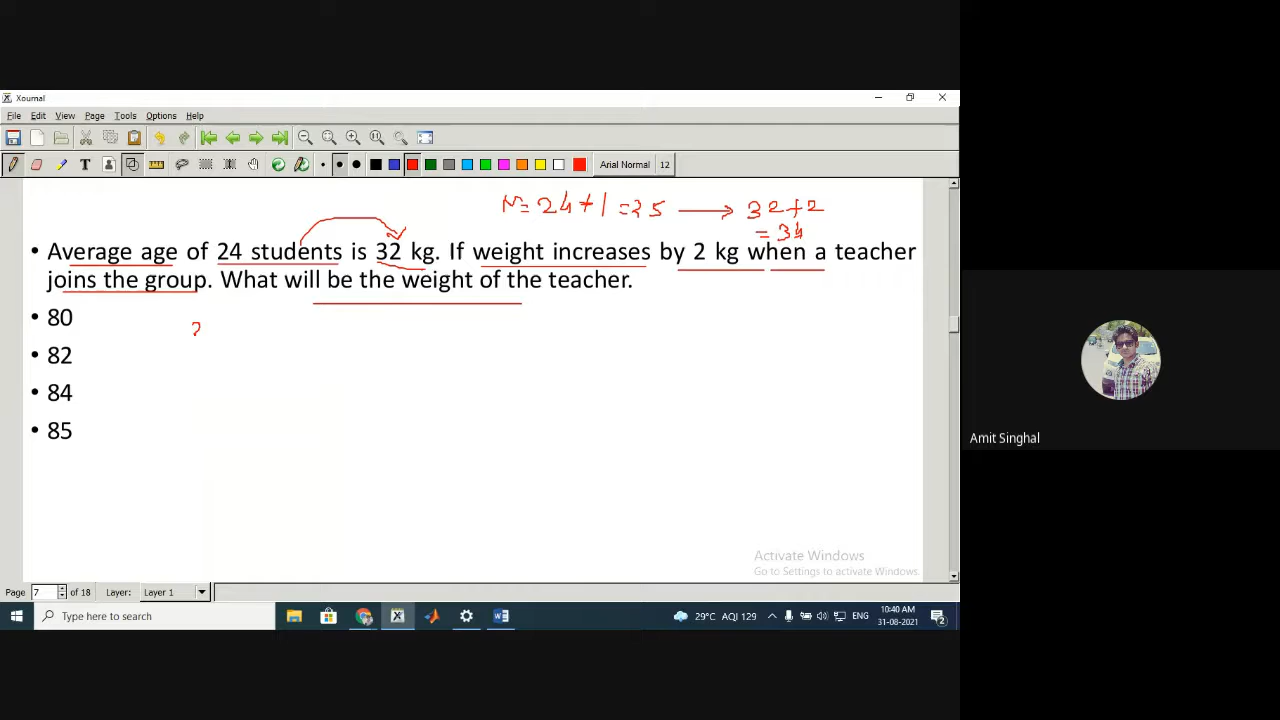 Xournal
File Edit View Page Tools Options Help
T Arial Normal 12
N= 24+1 = 25 → 32+2
= 34
• Average age of 24 students is 32 kg. If weight increases by 2 kg when a teacher
joins the group. What will be the weight of the teacher.
• 80
• 82
• 84
• 85
Amit Singhal
Activate Windows
Go to Settings to activate Windows.
Page 7 of 18 Layer: Layer 1
Type here to search
29°C AQI 129 ENG
10:40 AM
31-08-2021
2